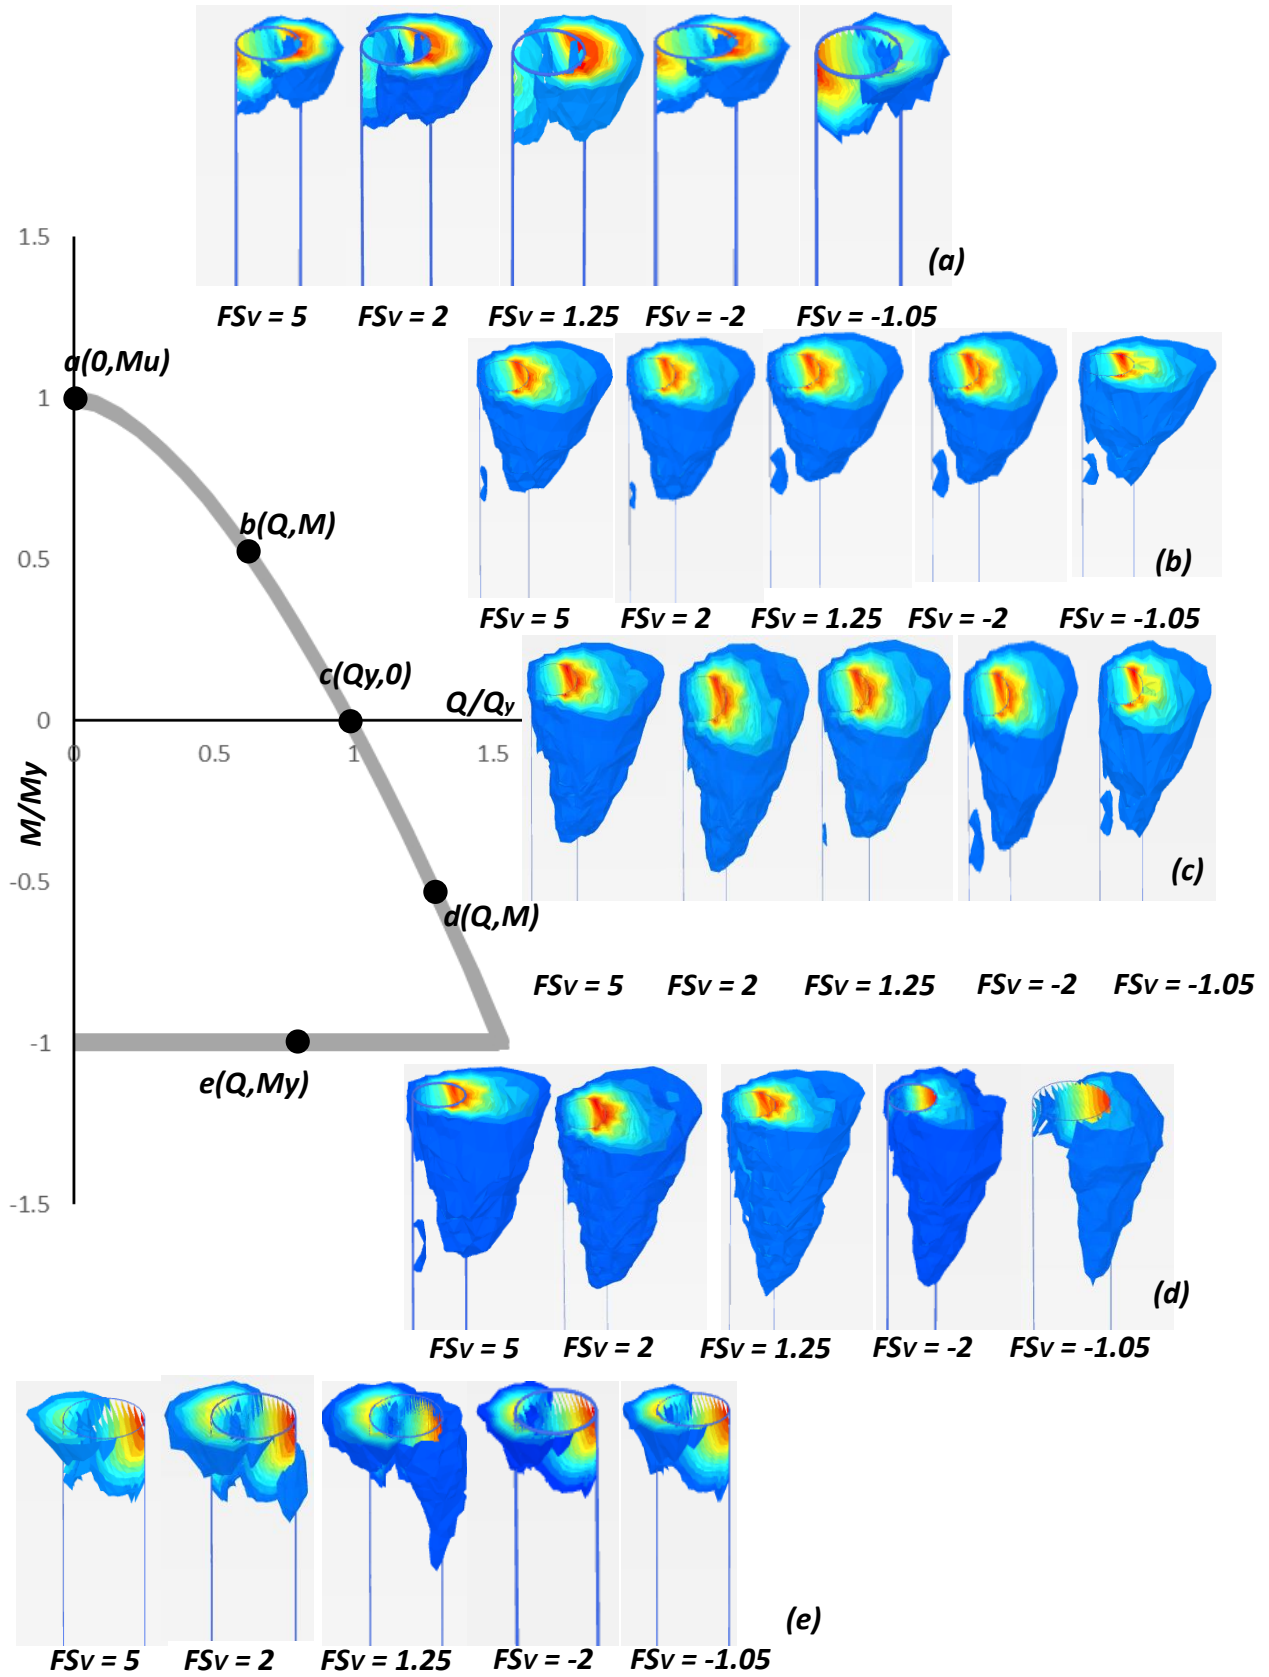 (a)
1.5
FSv = 5 FSv = 2 FSv = 1.25 FSv = -2 FSv = -1.05
a(0,Mu)
1
b(Q,M)
0.5
(b)
FSv = 5 FSv = 2 FSv = 1.25 FSv = -2 FSv = -1.05
c(Qy,0)
Q/Qy
0
0 0.5 1 1.5
M/My
(c)
-0.5
d(Q,M)
FSv = 5 FSv = 2 FSv = 1.25 FSv = -2 FSv = -1.05
-1
e(Q,My)
-1.5
(d)
FSv = 5 FSv = 2 FSv = 1.25 FSv = -2 FSv = -1.05
(e)
FSv = 5 FSv = 2 FSv = 1.25 FSv = -2 FSv = -1.05